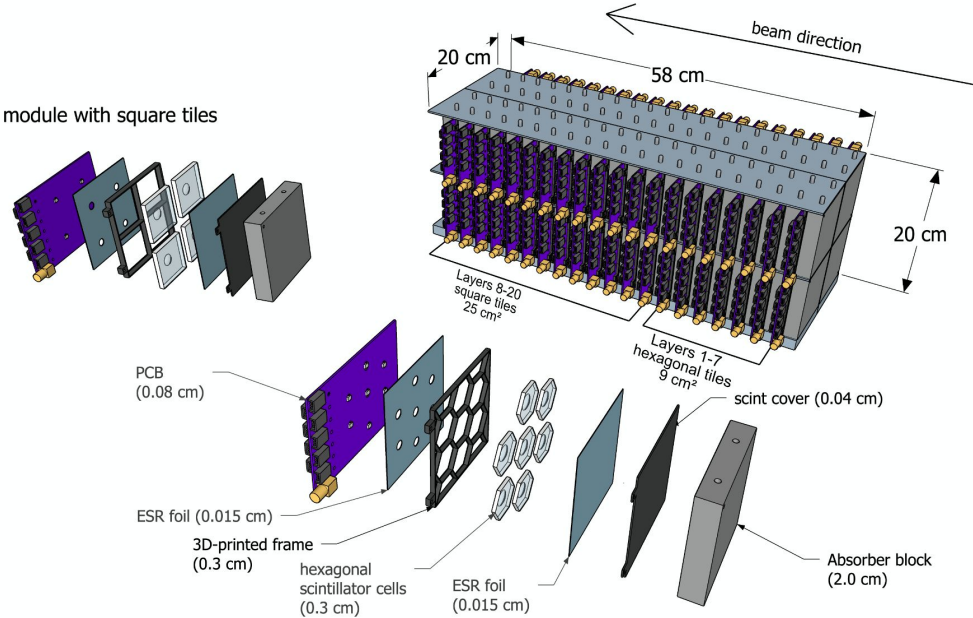 beam direction
20 cm
58 cm
module with square tiles
20 cm
Layers 8-20
square tiles
25 cm²
Layers 1-7
hexagonal tiles
9 cm²
PCB
(0.08 cm)
scint cover (0.04 cm)
ESR foil (0.015 cm)
3D-printed frame
(0.3 cm)
hexagonal
scintillator cells
(0.3 cm)
ESR foil
(0.015 cm)
Absorber block
(2.0 cm)